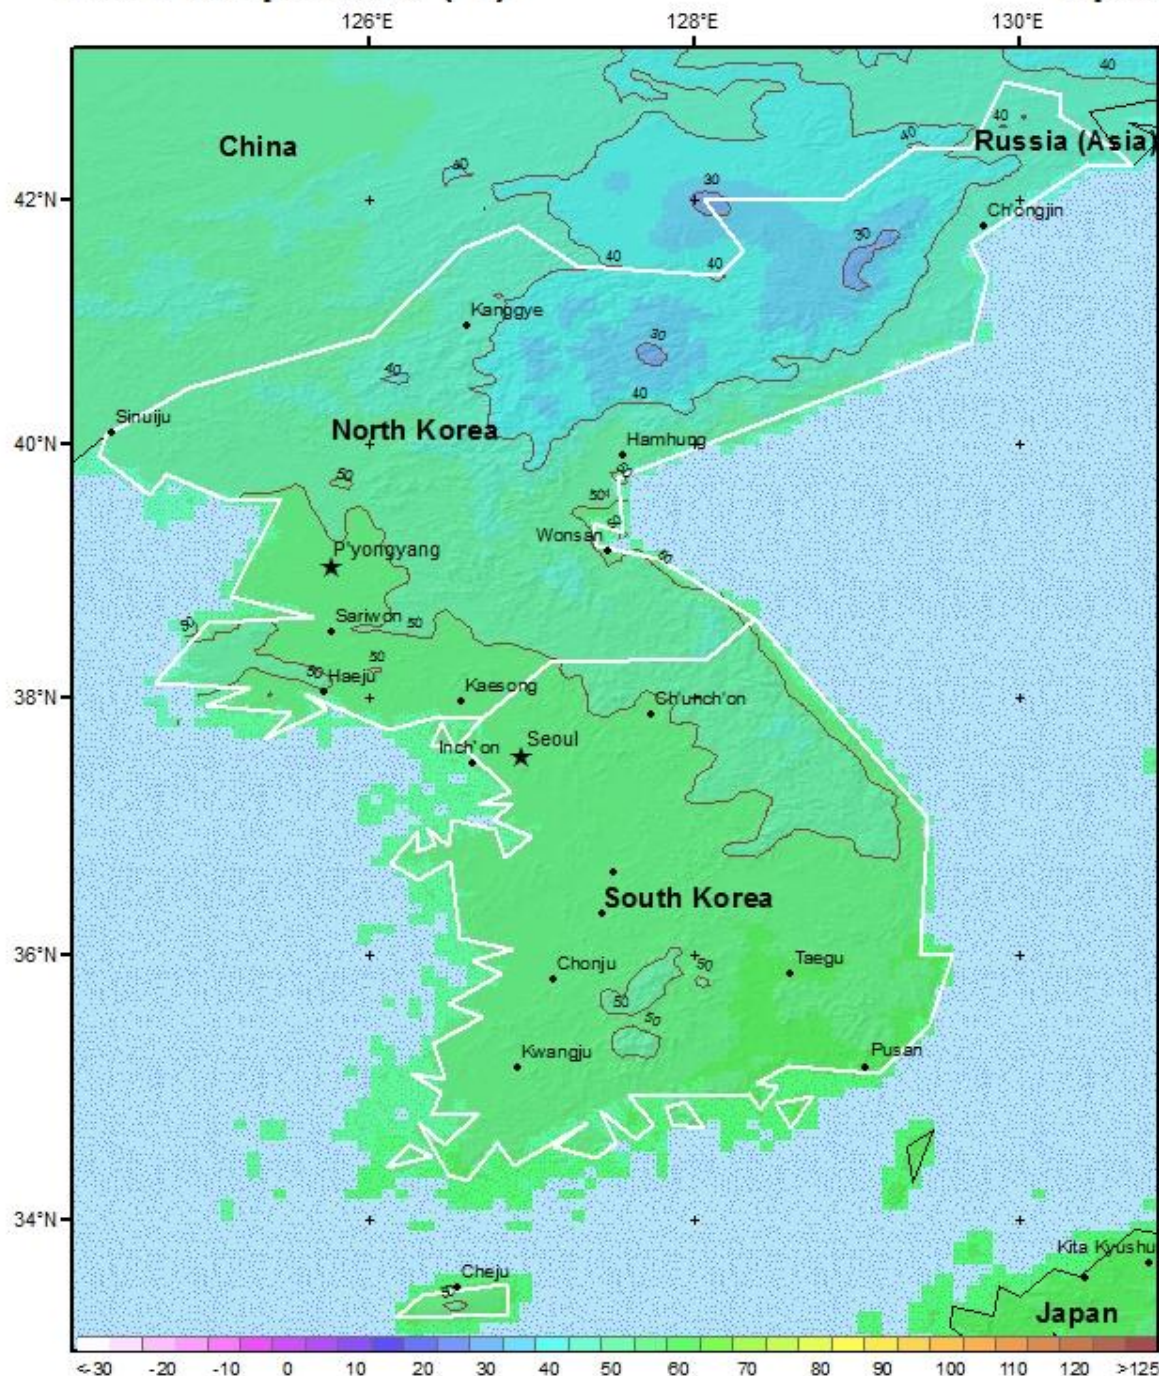 126°E 128°E 130°E
40
China
40
40
Russia (Asia)
40
30
42°N
Ch'ongjin
30
40
40
Kanggye
30
40
40
Sinuiju
North Korea
Hamhung
40°N
50
50
Wonsan
P'yongyang
Sariwon
50
50
50
50
Haeju
Kaesong
38°N
Ch'unch'on
Seoul
Inch'on
South Korea
36°N
Chonju
Taegu
50
50
50
Kwangju
Pusan
34°N
Kita Kyushu
Cheju
50
Japan
<-30 -20 -10 0 10 20 30 40 50 60 70 80 90 100 110 120 >125